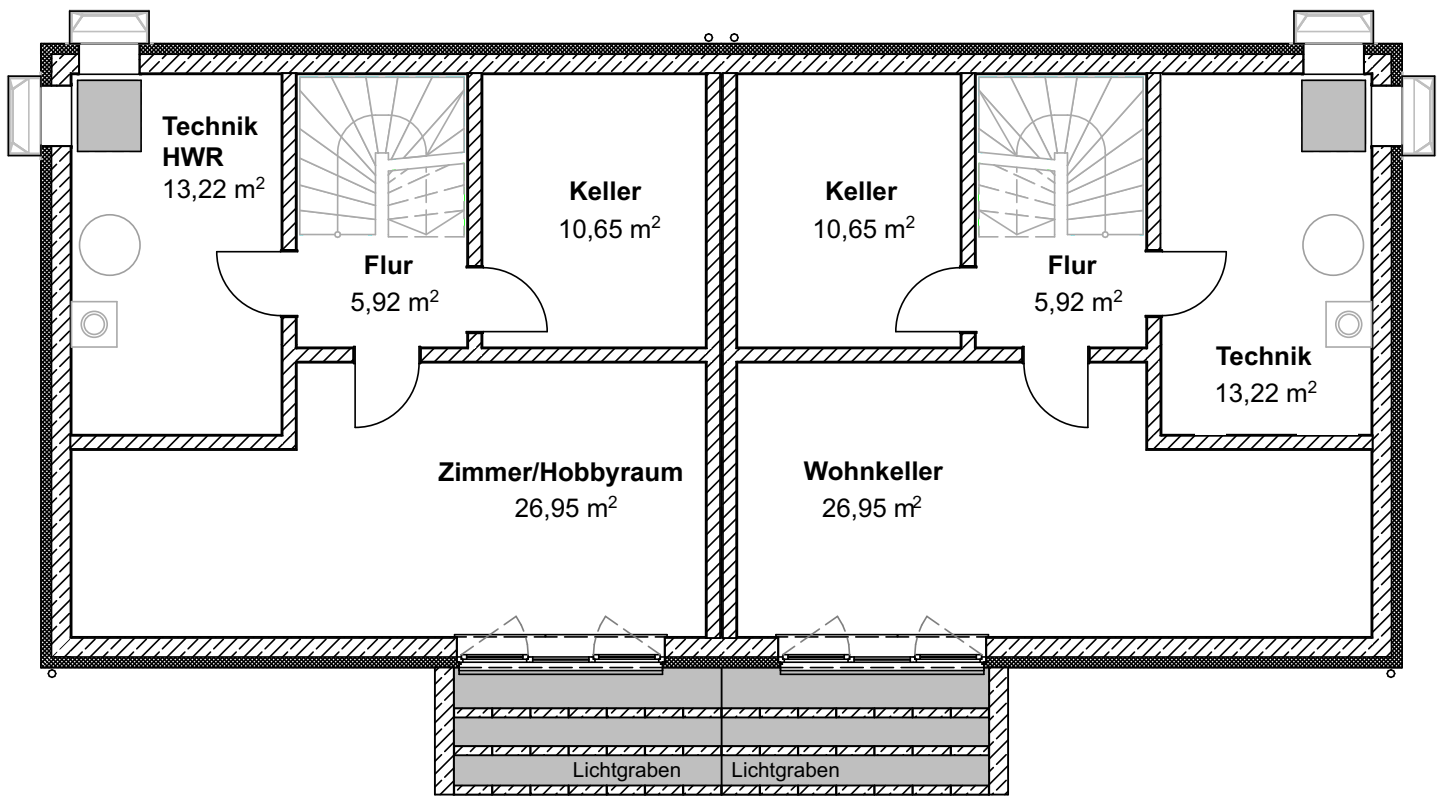 Technik
HWR
13,22 m²
Keller
10,65 m²
Flur
5,92 m²
Zimmer/Hobbyraum
26,95 m²
Keller
10,65 m²
Flur
5,92 m²
Technik
13,22 m²
Wohnkeller
26,95 m²
Lichtgraben
Lichtgraben